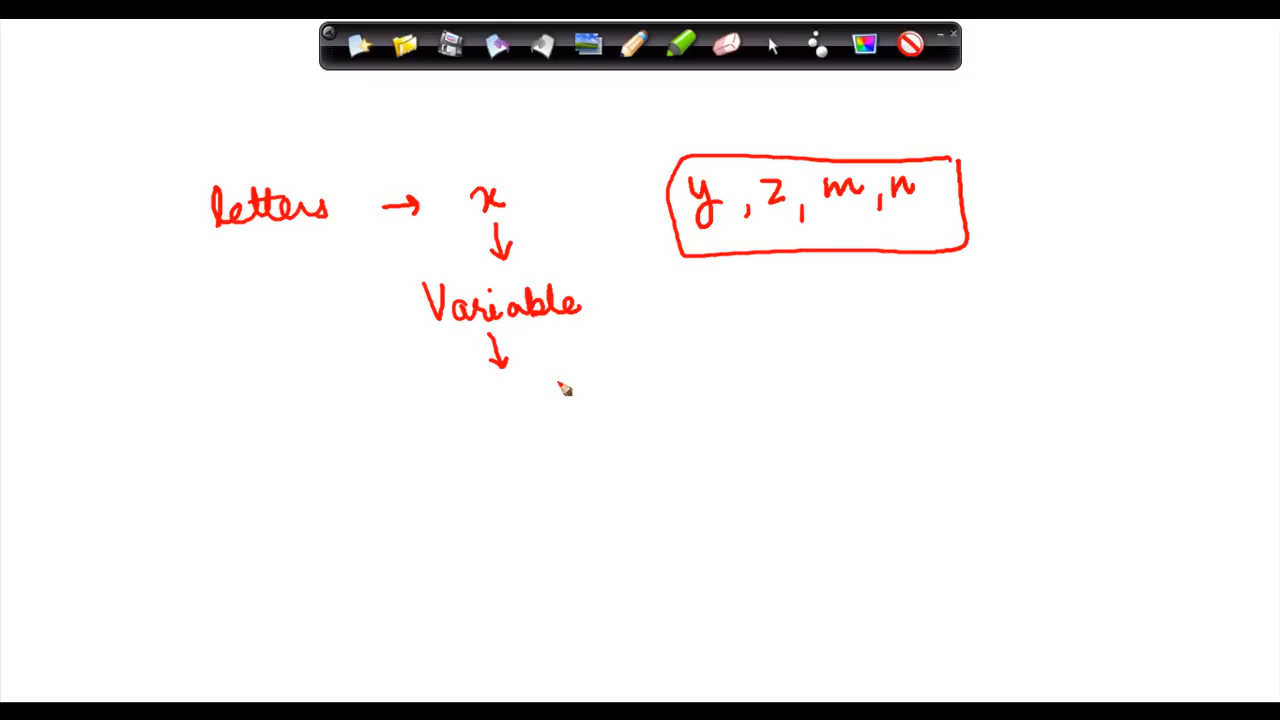 letters → x
y, z, m, n
↓
Variable
↓